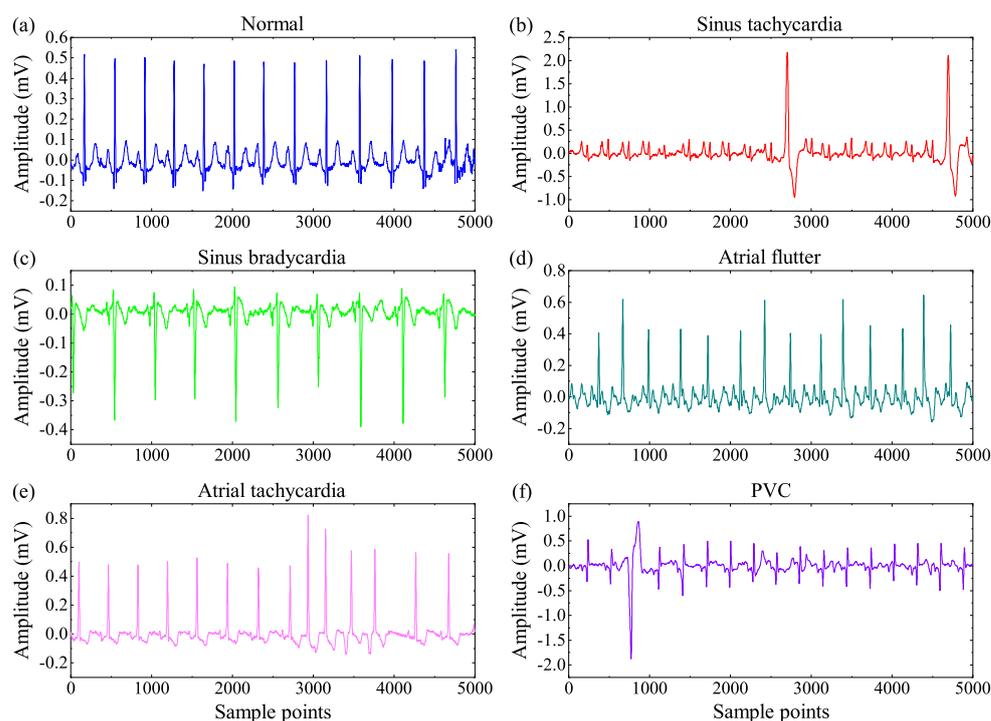 (a) Normal
0.6
0.5
0.4
0.3
0.2
0.1
0.0
-0.1
-0.2
Amplitude (mV)
0 1000 2000 3000 4000 5000
(b) Sinus tachycardia
2.5
2.0
1.5
1.0
0.5
0.0
-0.5
-1.0
Amplitude (mV)
0 1000 2000 3000 4000 5000
(c) Sinus bradycardia
0.1
0.0
-0.1
-0.2
-0.3
-0.4
Amplitude (mV)
0 1000 2000 3000 4000 5000
(d) Atrial flutter
0.8
0.6
0.4
0.2
0.0
-0.2
Amplitude (mV)
0 1000 2000 3000 4000 5000
(e) Atrial tachycardia
0.8
0.6
0.4
0.2
0.0
-0.2
Amplitude (mV)
0 1000 2000 3000 4000 5000
Sample points
(f) PVC
1.0
0.5
0.0
-0.5
-1.0
-1.5
-2.0
Amplitude (mV)
0 1000 2000 3000 4000 5000
Sample points